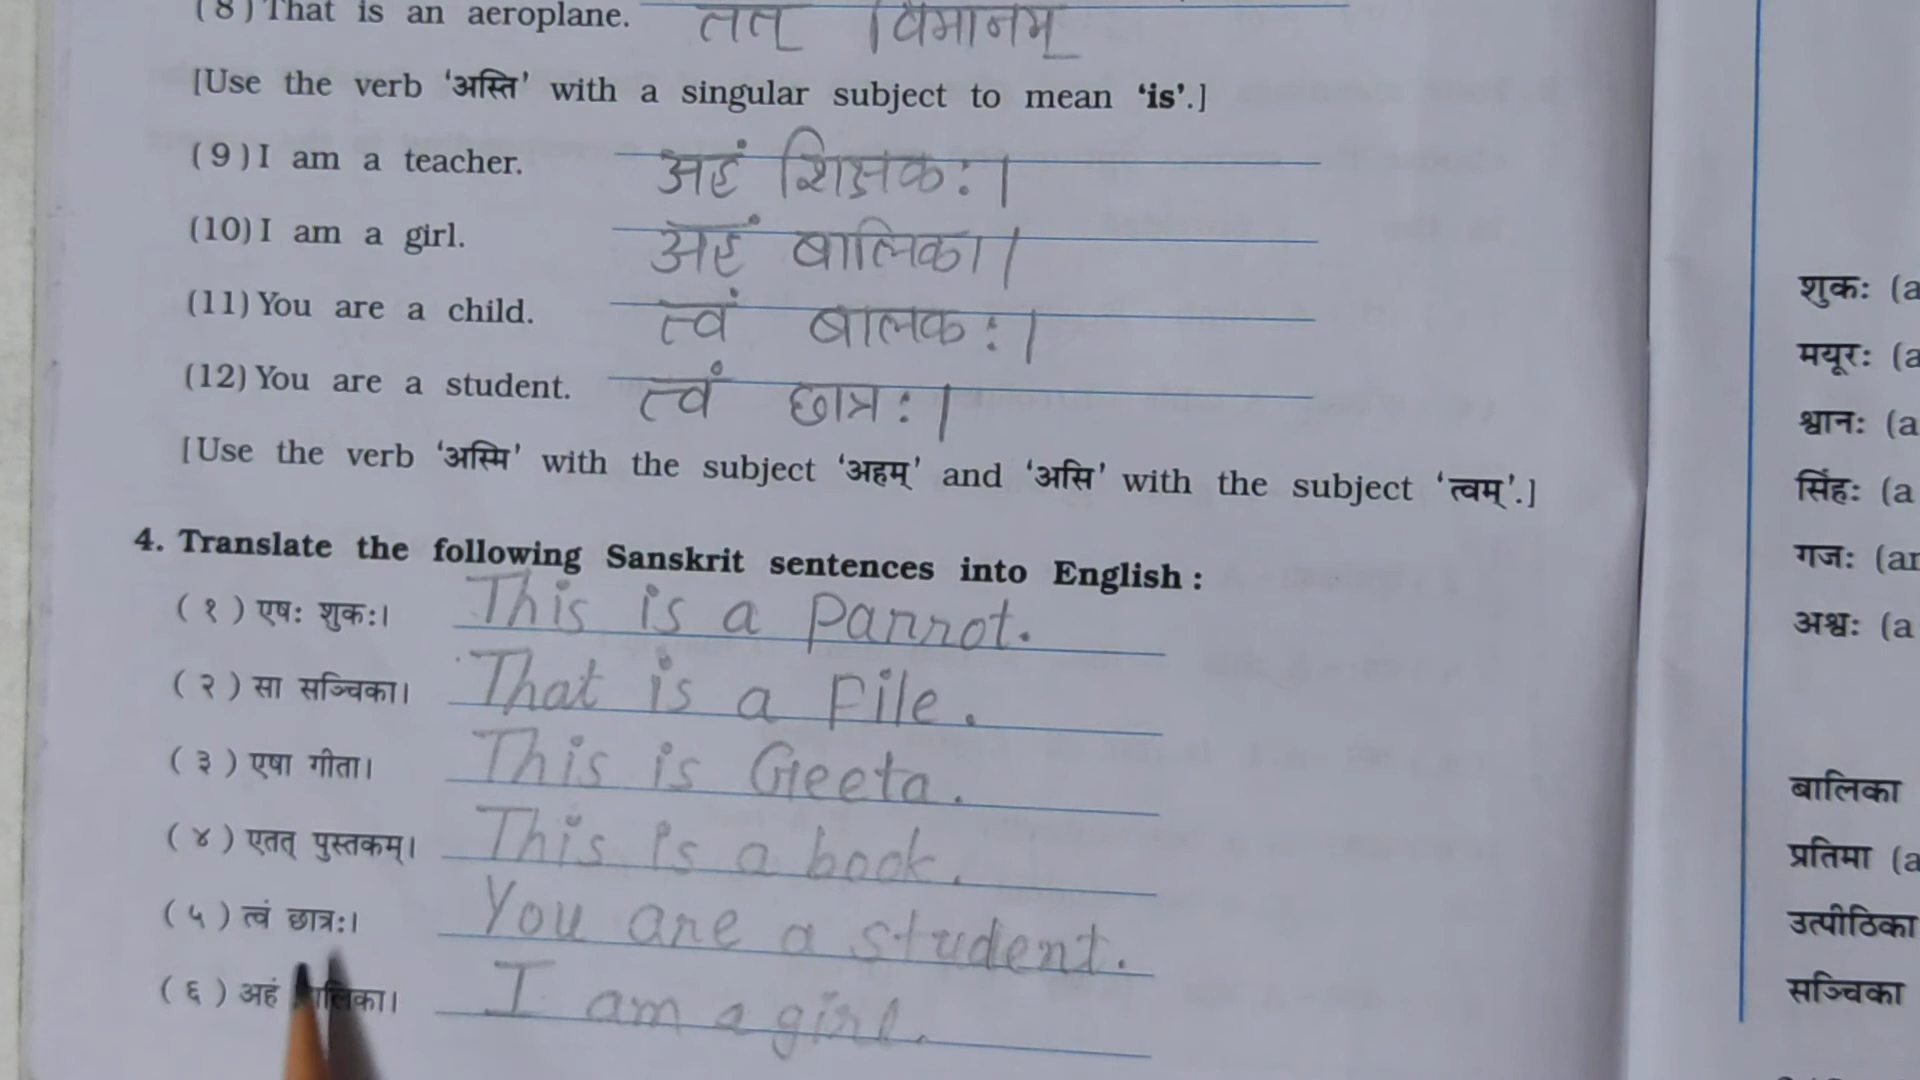 (8) That is an aeroplane. तत् विमानम्
[Use the verb ‘अस्ति’ with a singular subject to mean ‘is’.]
(9) I am a teacher. अहं शिक्षकः।
(10) I am a girl. अहं बालिका।
(11) You are a child. त्वं बालकः।
(12) You are a student. त्वं छात्रः।
[Use the verb ‘अस्मि’ with the subject ‘अहम्’ and ‘असि’ with the subject ‘त्वम्’.]
4. Translate the following Sanskrit sentences into English :
(१) एषः शुकः। This is a Parrot.
(२) सा सञ्चिका। That is a File.
(३) एषा गीता। This is Geeta.
(४) एतत् पुस्तकम्। This is a book.
(५) त्वं छात्रः। You are a student.
(६) अहं लिका। I am a girl.
शुकः (a
मयूरः (a
श्वानः (a
सिंहः (a
गजः (an
अश्वः (a
बालिका
प्रतिमा (a
उत्पीठिका
सञ्चिका